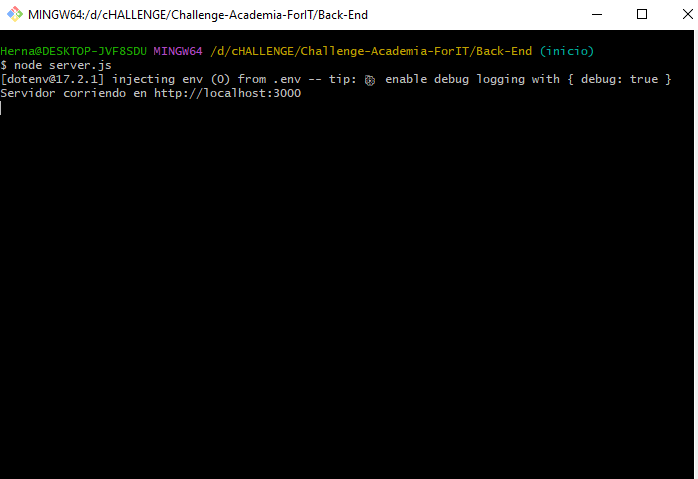 MINGW64:/d/cHALLENGE/Challenge-Academia-ForIT/Back-End
Herna@DESKTOP-JVF8SDU MINGW64 /d/cHALLENGE/Challenge-Academia-ForIT/Back-End (inicio)
$ node server.js
[dotenv@17.2.1] injecting env (0) from .env -- tip: ⚙ enable debug logging with { debug: true }
Servidor corriendo en http://localhost:3000